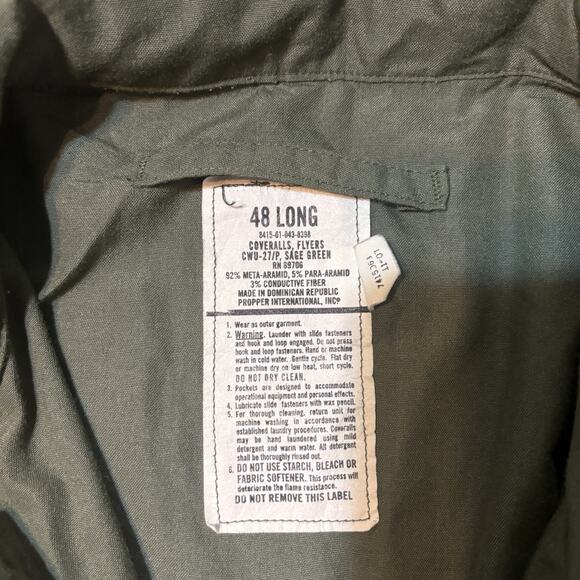 48 LONG
8415-01-043-8398
COVERALLS, FLYERS
CWU-27/P, SAGE GREEN
RN 69706
92% META-ARAMID, 5% PARA-ARAMID
3% CONDUCTIVE FIBER
MADE IN DOMINICAN REPUBLIC
PROPPER INTERNATIONAL, INC®
1. Wear as outer garment.
2. Warning. Launder with slide fasteners
and hook and loop engaged. Do not press
hook and loop fasteners. Hand or machine
wash in cold water. Gentle cycle. Flat dry
or machine dry on low heat, short cycle.
DO NOT DRY CLEAN.
3. Pockets are designed to accommodate
operational equipment and personal effects.
4. Lubricate slide fasteners with wax pencil.
5. For thorough cleaning, return unit for
machine washing in accordance with
established laundry procedures. Coveralls
may be hand laundered using mild
detergent and warm water. All detergent
shall be thoroughly rinsed out.
6. DO NOT USE STARCH, BLEACH OR
FABRIC SOFTENER. This process will
deteriorate the flame resistance.
DO NOT REMOVE THIS LABEL
11-07